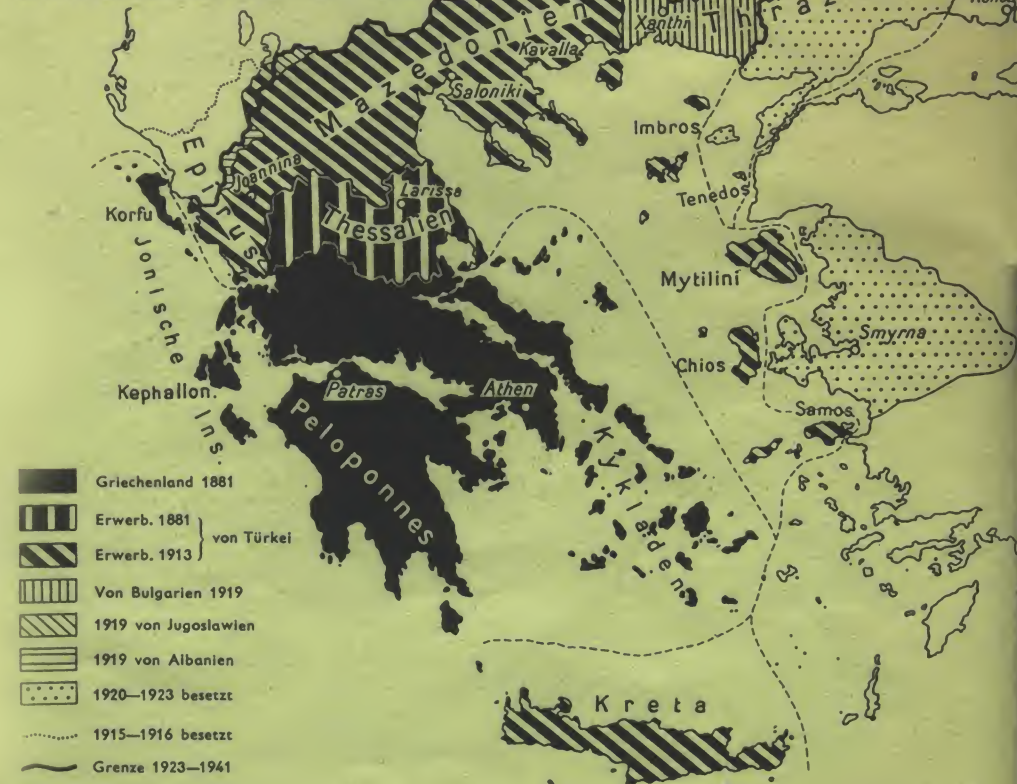 Xanthi
Kavalla
Mazedonien
Saloniki
Imbros
Epirus
Joannina
Larissa
Tenedos
Korfu
Thessalien
Mytilini
Jonische Ins.
Smyrna
Chios
Kephallon.
Patras
Athen
Samos
Peloponnes
Kykladen
Griechenland 1881
Erwerb. 1881
von Türkei
Erwerb. 1913
Von Bulgarien 1919
1919 von Jugoslawien
1919 von Albanien
1920—1923 besetzt
Kreta
1915—1916 besetzt
Grenze 1923—1941